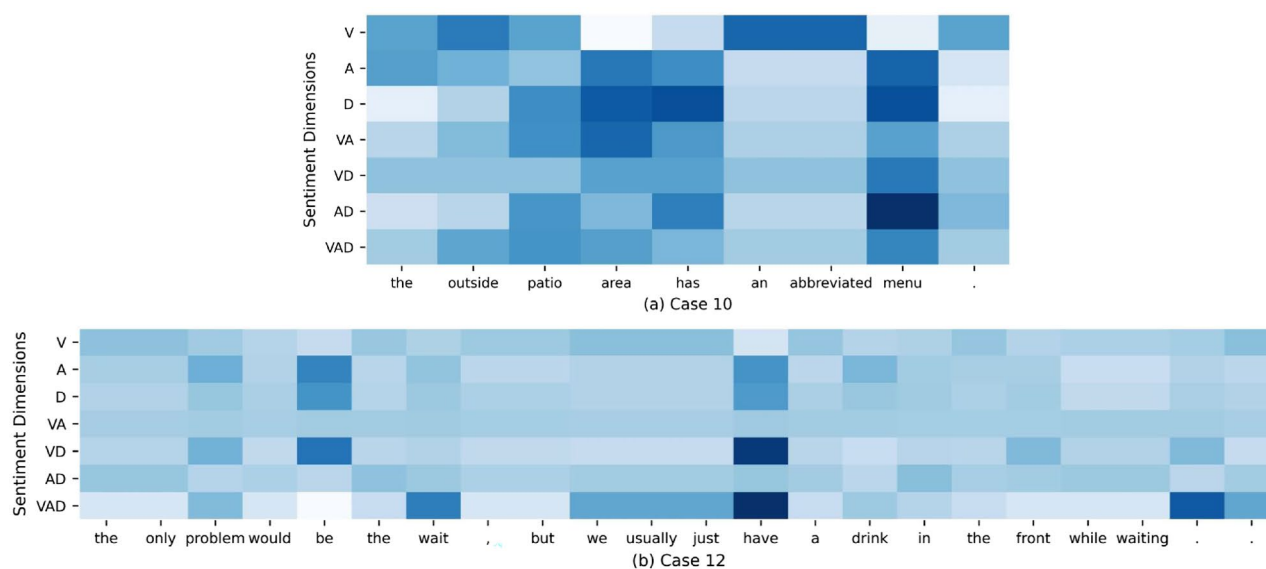 Sentiment Dimensions
V
A
D
VA
VD
AD
VAD
the outside patio area has an abbreviated menu .
(a) Case 10
Sentiment Dimensions
V
A
D
VA
VD
AD
VAD
the only problem would be the wait , but we usually just have a drink in the front while waiting . .
(b) Case 12